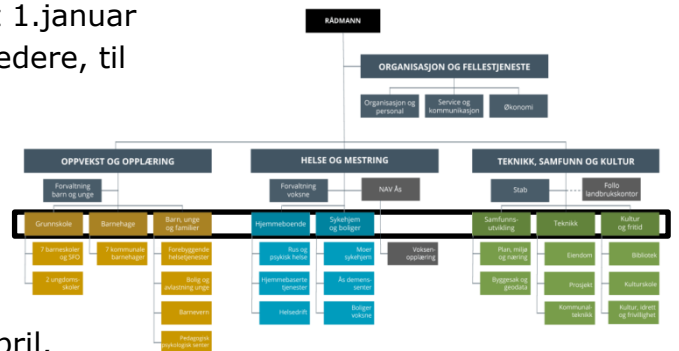 1.januar
edere, til
RÅDMANN
ORGANISASJON OG FELLESTJENESTE
Organisasjon og
personal
Service og
kommunikasjon
Økonomi
OPPVEKST OG OPPLÆRING
HELSE OG MESTRING
TEKNIKK, SAMFUNN OG KULTUR
Forvaltning
barn og unge
Forvaltning
voksne
NAV Ås
Stab
Follo
landbrukskontor
Grunnskole
Barnehage
Barn, unge
og familier
Hjemmeboende
Sykehjem
og boliger
Samfunns-
utvikling
Teknikk
Kultur
og fritid
7 barneskoler
og SFO
7 kommunale
barnehager
Forebyggende
helsetjenester
Rus og
psykisk helse
Moer
sykehjem
Voksen-
opplæring
Plan, miljø
og næring
Eiendom
Bibliotek
2 ungdoms-
skoler
Bolig og
avlastning unge
Hjemmebaserte
tjenester
Ås demens-
senter
Byggesak og
geodata
Prosjekt
Kulturskole
Barnevern
Helsedrift
Boliger
voksne
Kommunal-
teknikk
Kultur, idrett
og frivillighet
Pedagogisk
psykologisk senter
pril.